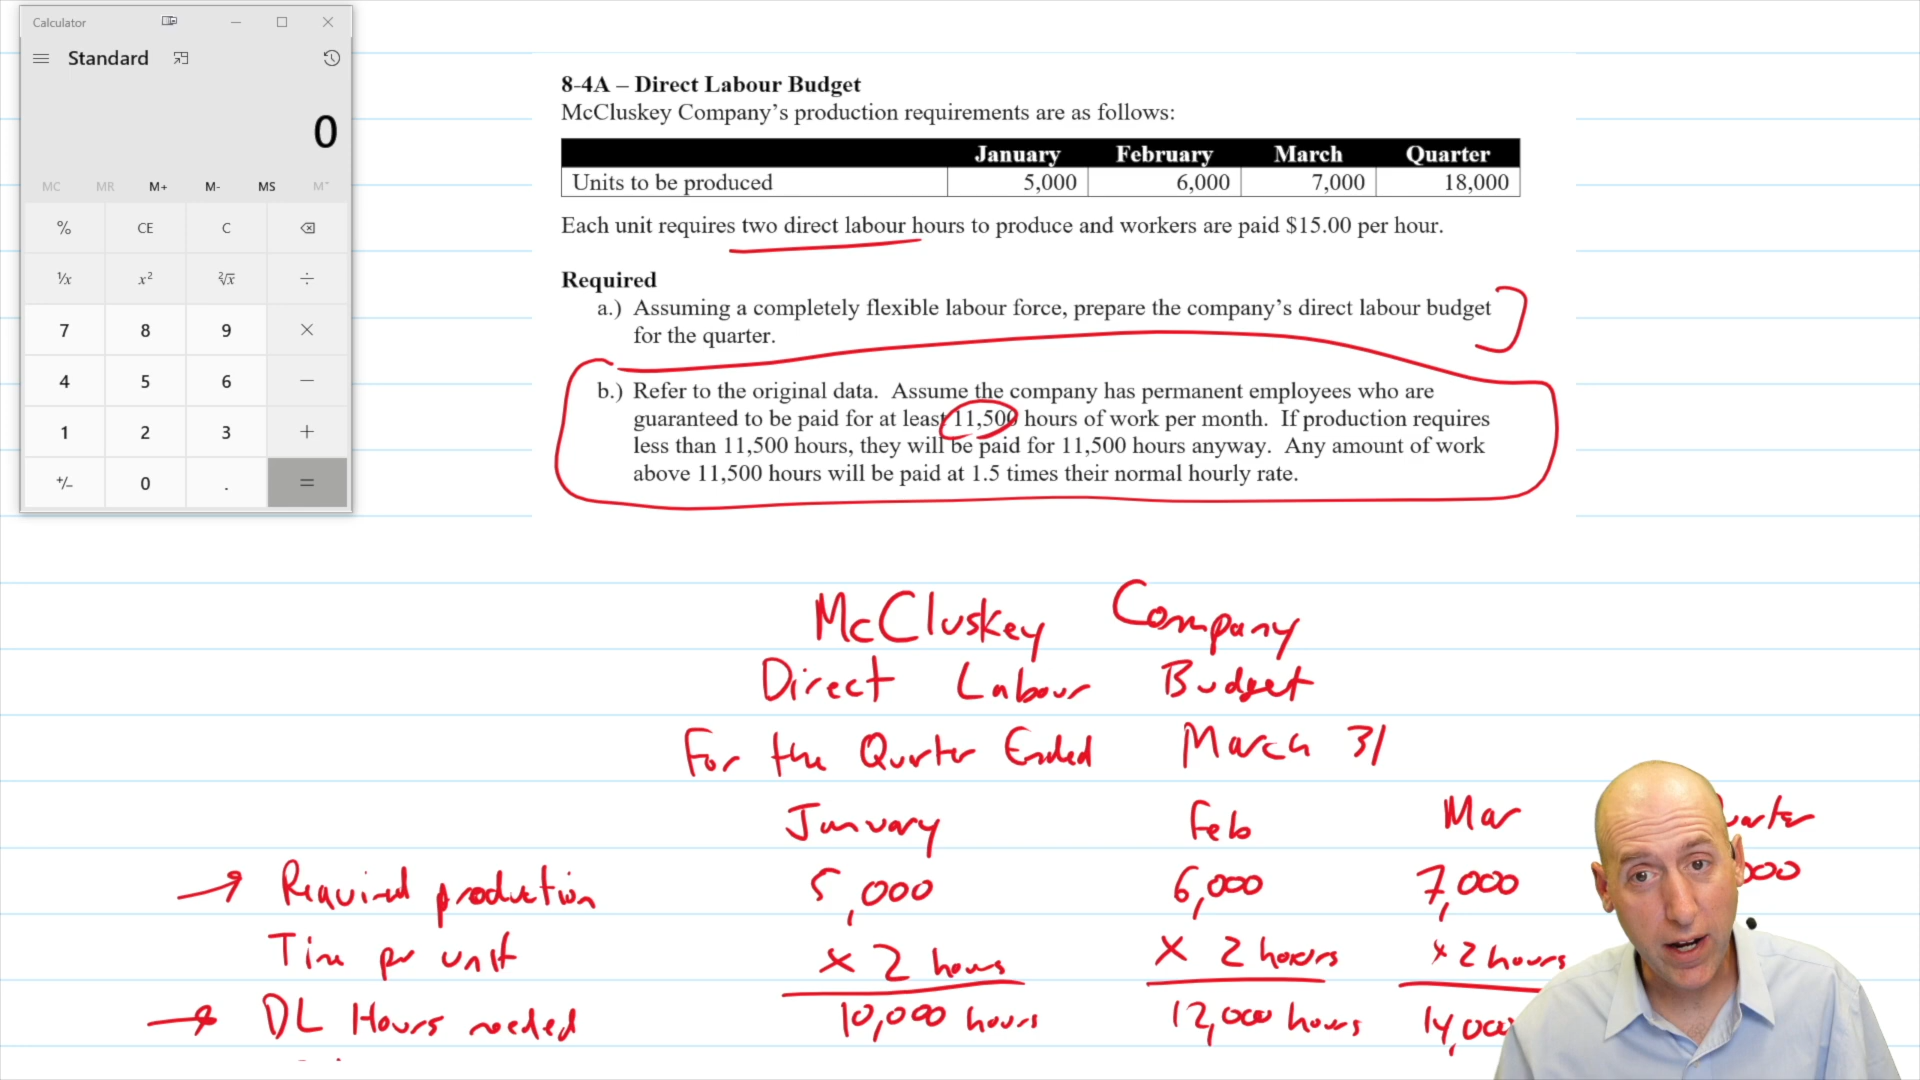 Calculator
Standard
0
MC MR M+ M- MS M˅
% CE C
¹/x x² ²√x ÷
7 8 9 ×
4 5 6 −
1 2 3 +
+/− 0 . =
8-4A – Direct Labour Budget
McCluskey Company's production requirements are as follows:
January February March Quarter
Units to be produced 5,000 6,000 7,000 18,000
Each unit requires two direct labour hours to produce and workers are paid $15.00 per hour.
Required
a.) Assuming a completely flexible labour force, prepare the company's direct labour budget
for the quarter.
b.) Refer to the original data. Assume the company has permanent employees who are
guaranteed to be paid for at least 11,500 hours of work per month. If production requires
less than 11,500 hours, they will be paid for 11,500 hours anyway. Any amount of work
above 11,500 hours will be paid at 1.5 times their normal hourly rate.
McCluskey Company
Direct Labour Budget
For the Qurter Ended March 31
January Feb Mar
Required production 5,000 6,000 7,000
Time per unit × 2 hours × 2 hours × 2 hours
DL Hours needed 10,000 hours 12,000 hours 14,000